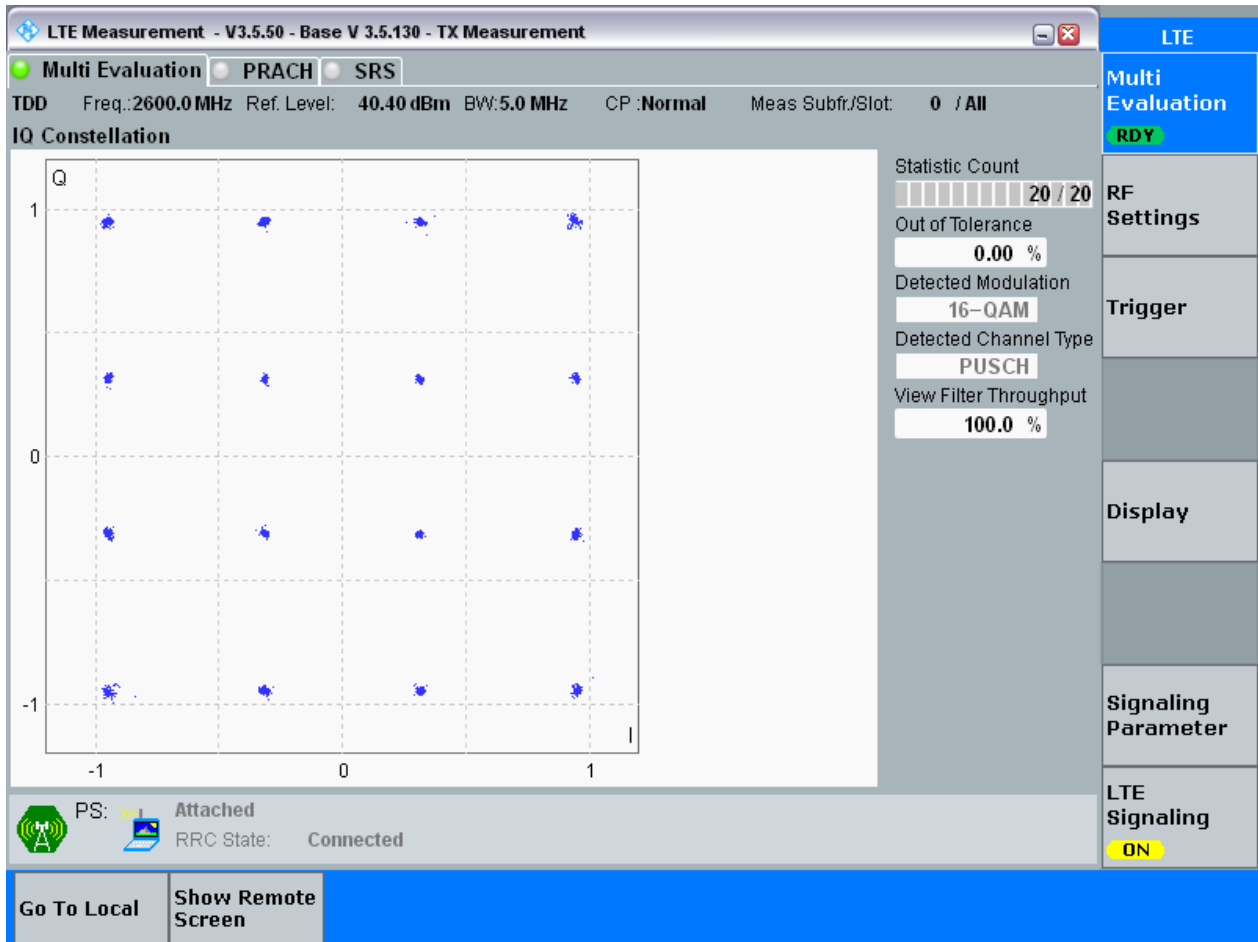 LTE Measurement - V3.5.50 - Base V 3.5.130 - TX Measurement
Multi Evaluation PRACH SRS
TDD Freq.:2600.0 MHz Ref. Level: 40.40 dBm BW:5.0 MHz CP :Normal Meas Subfr./Slot: 0 / All
IQ Constellation
Q
1
0
-1
I
-1 0 1
Statistic Count
20 / 20
Out of Tolerance
0.00 %
Detected Modulation
16-QAM
Detected Channel Type
PUSCH
View Filter Throughput
100.0 %
PS: Attached
RRC State: Connected
LTE
Multi
Evaluation
RDY
RF
Settings
Trigger
Display
Signaling
Parameter
LTE
Signaling
ON
Go To Local
Show Remote
Screen